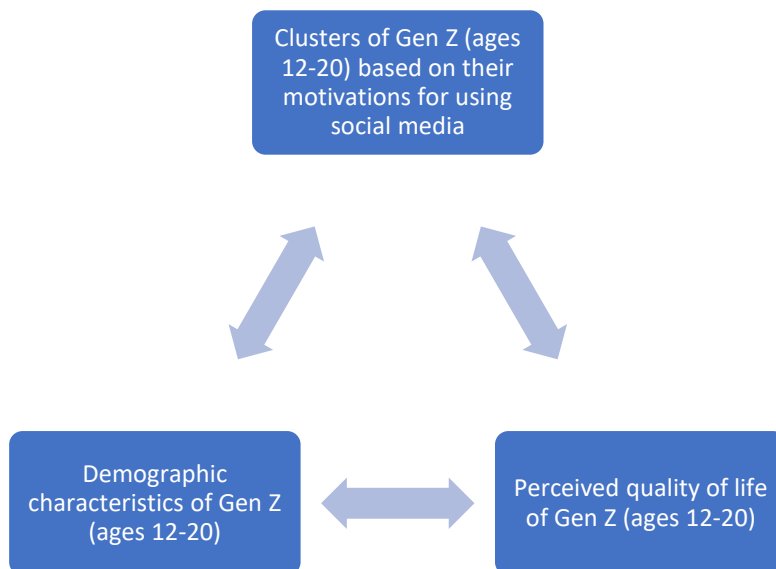 Clusters of Gen Z (ages
12-20) based on their
motivations for using
social media
Demographic
characteristics of Gen Z
(ages 12-20)
Perceived quality of life
of Gen Z (ages 12-20)